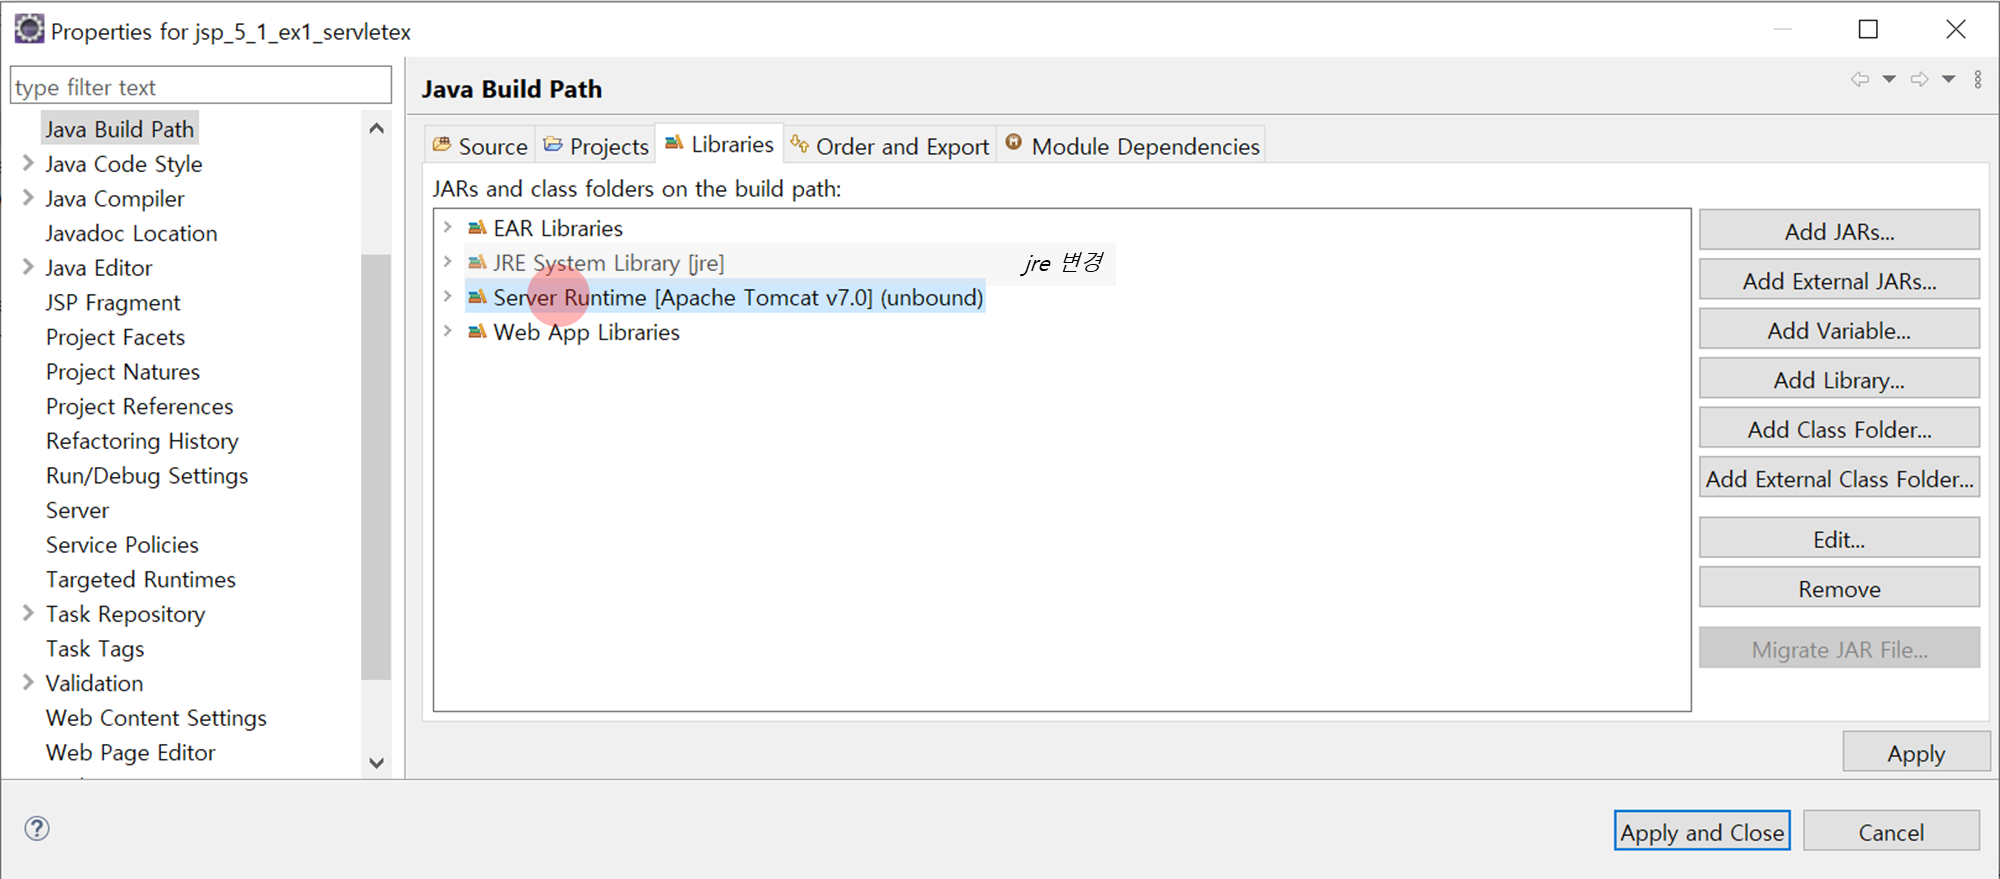 Properties for jsp_5_1_ex1_servletex
type filter text
Java Build Path
Java Code Style
Java Compiler
Javadoc Location
Java Editor
JSP Fragment
Project Facets
Project Natures
Project References
Refactoring History
Run/Debug Settings
Server
Service Policies
Targeted Runtimes
Task Repository
Task Tags
Validation
Web Content Settings
Web Page Editor
Java Build Path
Source Projects Libraries Order and Export Module Dependencies
JARs and class folders on the build path:
EAR Libraries
JRE System Library [jre] jre 변경
Server Runtime [Apache Tomcat v7.0] (unbound)
Web App Libraries
Add JARs...
Add External JARs...
Add Variable...
Add Library...
Add Class Folder...
Add External Class Folder...
Edit...
Remove
Migrate JAR File...
Apply
Apply and Close Cancel